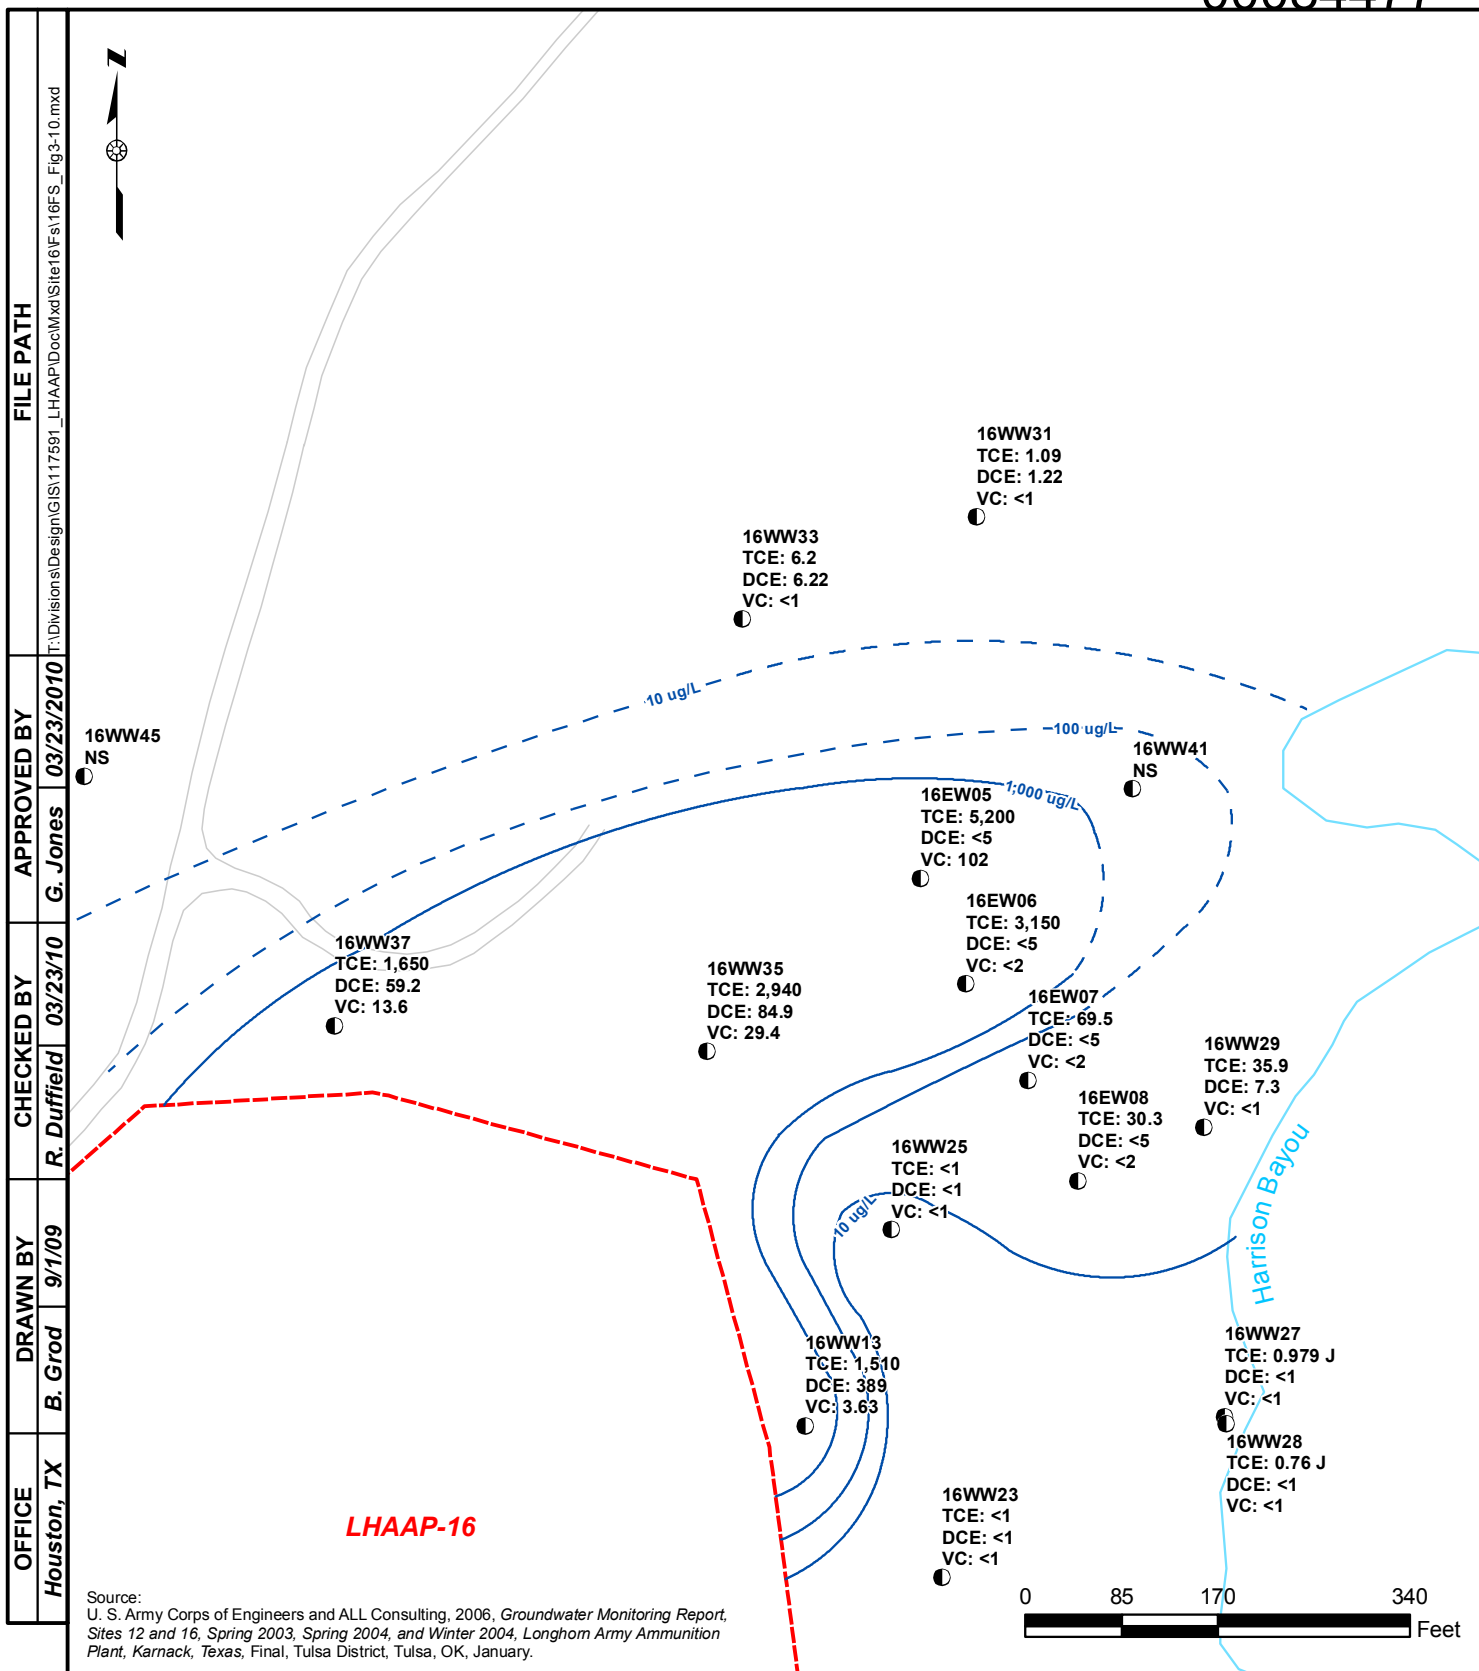 FILE PATH
T:\Divisions\Design\GIS\117591_LHAAP\Doc\Mxd\Site16\Fs\16FS_Fig3-10.mxd
APPROVED BY
G. Jones 03/23/2010
CHECKED BY
R. Duffield 03/23/10
DRAWN BY
B. Grod 9/1/09
OFFICE
Houston, TX
z
16WW31
TCE: 1.09
DCE: 1.22
VC: <1
16WW33
TCE: 6.2
DCE: 6.22
VC: <1
10 ug/L
100 ug/L
16WW45
NS
16WW41
NS
1,000 ug/L
16EW05
TCE: 5,200
DCE: <5
VC: 102
16EW06
TCE: 3,150
DCE: <5
VC: <2
16WW37
TCE: 1,650
DCE: 59.2
VC: 13.6
16WW35
TCE: 2,940
DCE: 84.9
VC: 29.4
16EW07
TCE: 69.5
DCE: <5
VC: <2
16WW29
TCE: 35.9
DCE: 7.3
VC: <1
16EW08
TCE: 30.3
DCE: <5
VC: <2
16WW25
TCE: <1
DCE: <1
VC: <1
10 ug/L
Harrison Bayou
16WW13
TCE: 1,510
DCE: 389
VC: 3.63
16WW27
TCE: 0.979 J
DCE: <1
VC: <1
16WW28
TCE: 0.76 J
DCE: <1
VC: <1
16WW23
TCE: <1
DCE: <1
VC: <1
LHAAP-16
0 85 170 340
Feet
Source:
U. S. Army Corps of Engineers and ALL Consulting, 2006, Groundwater Monitoring Report,
Sites 12 and 16, Spring 2003, Spring 2004, and Winter 2004, Longhorn Army Ammunition
Plant, Karnack, Texas, Final, Tulsa District, Tulsa, OK, January.